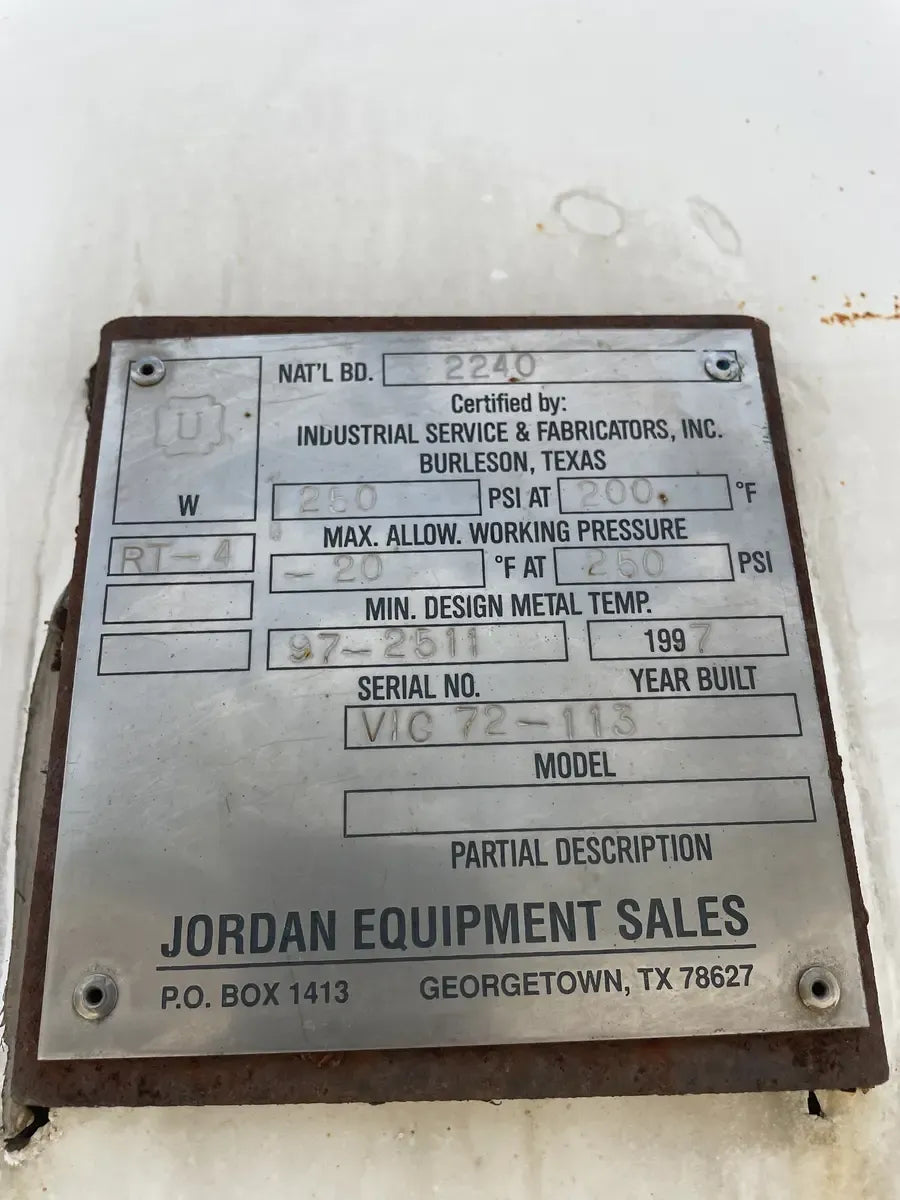 NAT'L BD. 2240
Certified by:
INDUSTRIAL SERVICE & FABRICATORS, INC.
BURLESON, TEXAS
U
W
250 PSI AT 200 °F
MAX. ALLOW. WORKING PRESSURE
RT-4
-20 °F AT 250 PSI
MIN. DESIGN METAL TEMP.
97-2511 1997
SERIAL NO. YEAR BUILT
VIC 72-113
MODEL
PARTIAL DESCRIPTION
JORDAN EQUIPMENT SALES
P.O. BOX 1413 GEORGETOWN, TX 78627